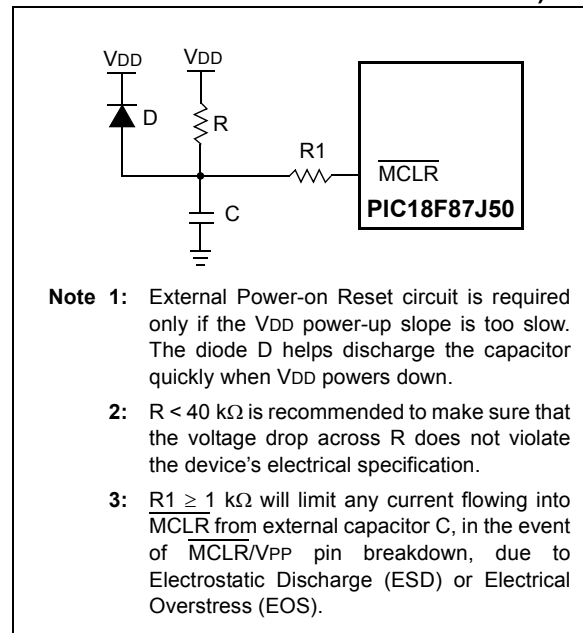 VDD VDD
D
R
R1
C
MCLR
PIC18F87J50
Note 1: External Power-on Reset circuit is required
only if the VDD power-up slope is too slow.
The diode D helps discharge the capacitor
quickly when VDD powers down.
2: R < 40 kΩ is recommended to make sure that
the voltage drop across R does not violate
the device's electrical specification.
3: R1 ≥ 1 kΩ will limit any current flowing into
MCLR from external capacitor C, in the event
of MCLR/VPP pin breakdown, due to
Electrostatic Discharge (ESD) or Electrical
Overstress (EOS).